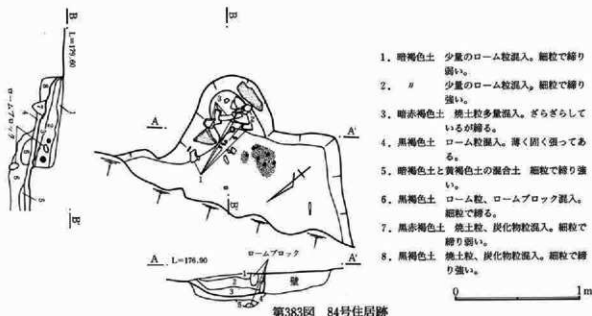 B
L=179.60
ロームブロック
B'
B
A
A'
B'
A L=176.90
ロームブロック
A'
壁
1．暗褐色土 少量のローム粒混入。細粒で締り
弱い。
2． 〃 少量のローム粒混入。細粒で締り
強い。
3．暗赤褐色土 焼土粒多量混入。ざらざらして
いるが締る。
4．黒褐色土 ローム粒混入。薄く固く張ってあ
る。
5．暗褐色土と黄褐色土の混合土 細粒で締り強
い。
6．黒褐色土 ローム粒、ロームブロック混入。
細粒で締る。
7．黒赤褐色土 焼土粒、炭化物粒混入。細粒で
締り弱い。
8．黒褐色土 焼土粒、炭化物粒混入。細粒で締
り強い。
0 1m
第383図 84号住居跡